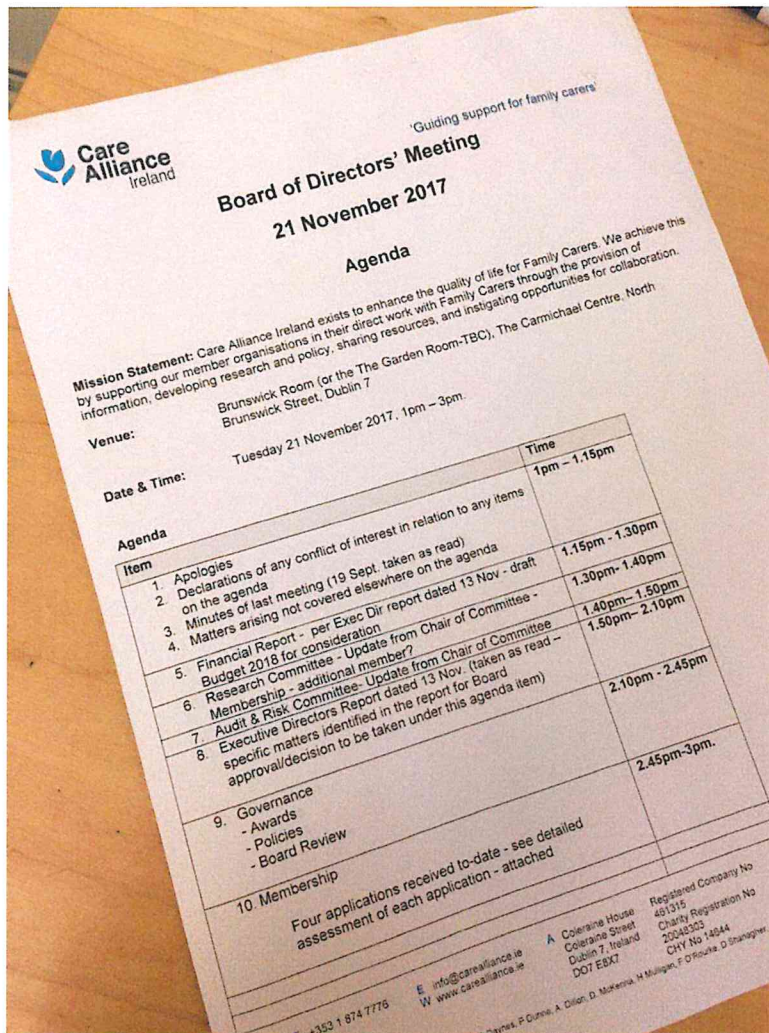 Care
Alliance
Ireland
'Guiding support for family carers'
Board of Directors' Meeting
21 November 2017
Agenda
Mission Statement: Care Alliance Ireland exists to enhance the quality of life for Family Carers. We achieve this
by supporting our member organisations in their direct work with Family Carers through the provision of
information, developing research and policy, sharing resources, and instigating opportunities for collaboration.
Venue: Brunswick Room (or the The Garden Room-TBC), The Carmichael Centre, North
Brunswick Street, Dublin 7
Date & Time: Tuesday 21 November 2017, 1pm – 3pm.
Agenda
Item Time
1. Apologies 1pm – 1.15pm
2. Declarations of any conflict of interest in relation to any items
on the agenda
3. Minutes of last meeting (19 Sept. taken as read)
4. Matters arising not covered elsewhere on the agenda
5. Financial Report - per Exec Dir report dated 13 Nov - draft 1.15pm - 1.30pm
Budget 2018 for consideration
6. Research Committee - Update from Chair of Committee - 1.30pm- 1.40pm
Membership - additional member?
7. Audit & Risk Committee- Update from Chair of Committee 1.40pm– 1.50pm
8. Executive Directors Report dated 13 Nov. (taken as read – 1.50pm– 2.10pm
specific matters identified in the report for Board
approval/decision to be taken under this agenda item)
9. Governance 2.10pm - 2.45pm
- Awards
- Policies
- Board Review
10. Membership 2.45pm-3pm.
Four applications received to-date - see detailed
assessment of each application - attached
+353 1 874 7776
E info@carealliance.ie
W www.carealliance.ie
A Coleraine House
Coleraine Street
Dublin 7, Ireland
DO7 E8X7
Registered Company No
461315
Charity Registration No
20048303
CHY No 14644
P Dunne, A. Dillon, D. McKenna, H Mulligan, F O'Rourke, D Shanagher,